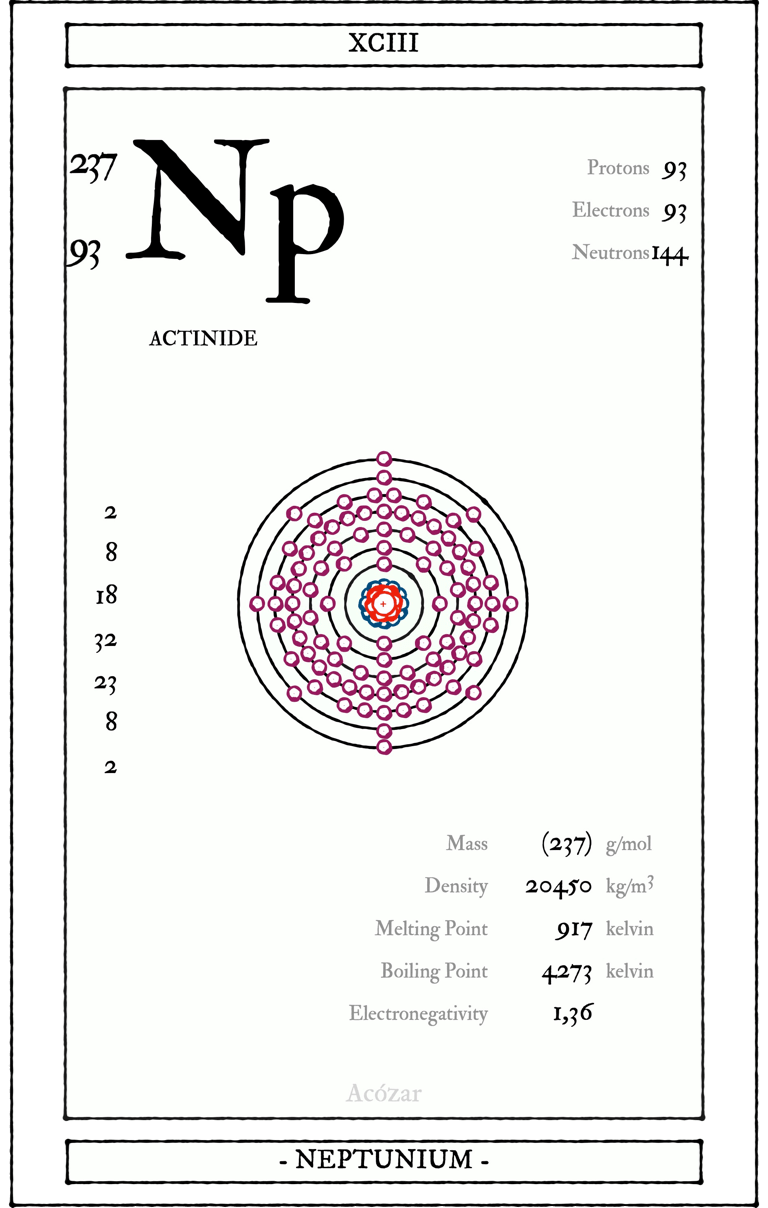 XCIII
237
93
Np
ACTINIDE
Protons 93
Electrons 93
Neutrons 144
2
8
18
32
23
8
2
+
Mass (237) g/mol
Density 20450 kg/m³
Melting Point 917 kelvin
Boiling Point 4273 kelvin
Electronegativity 1,36
Acózar
- NEPTUNIUM -